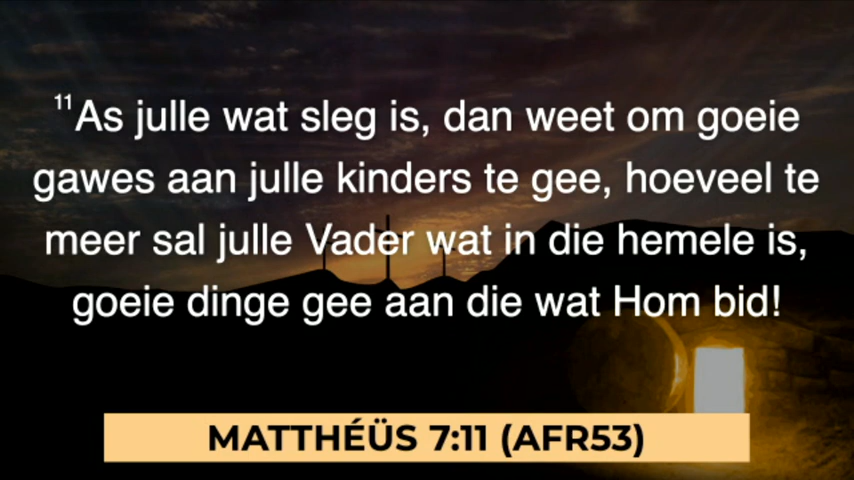 ¹¹As julle wat sleg is, dan weet om goeie
gawes aan julle kinders te gee, hoeveel te
meer sal julle Vader wat in die hemele is,
goeie dinge gee aan die wat Hom bid!
MATTHÉÜS 7:11 (AFR53)